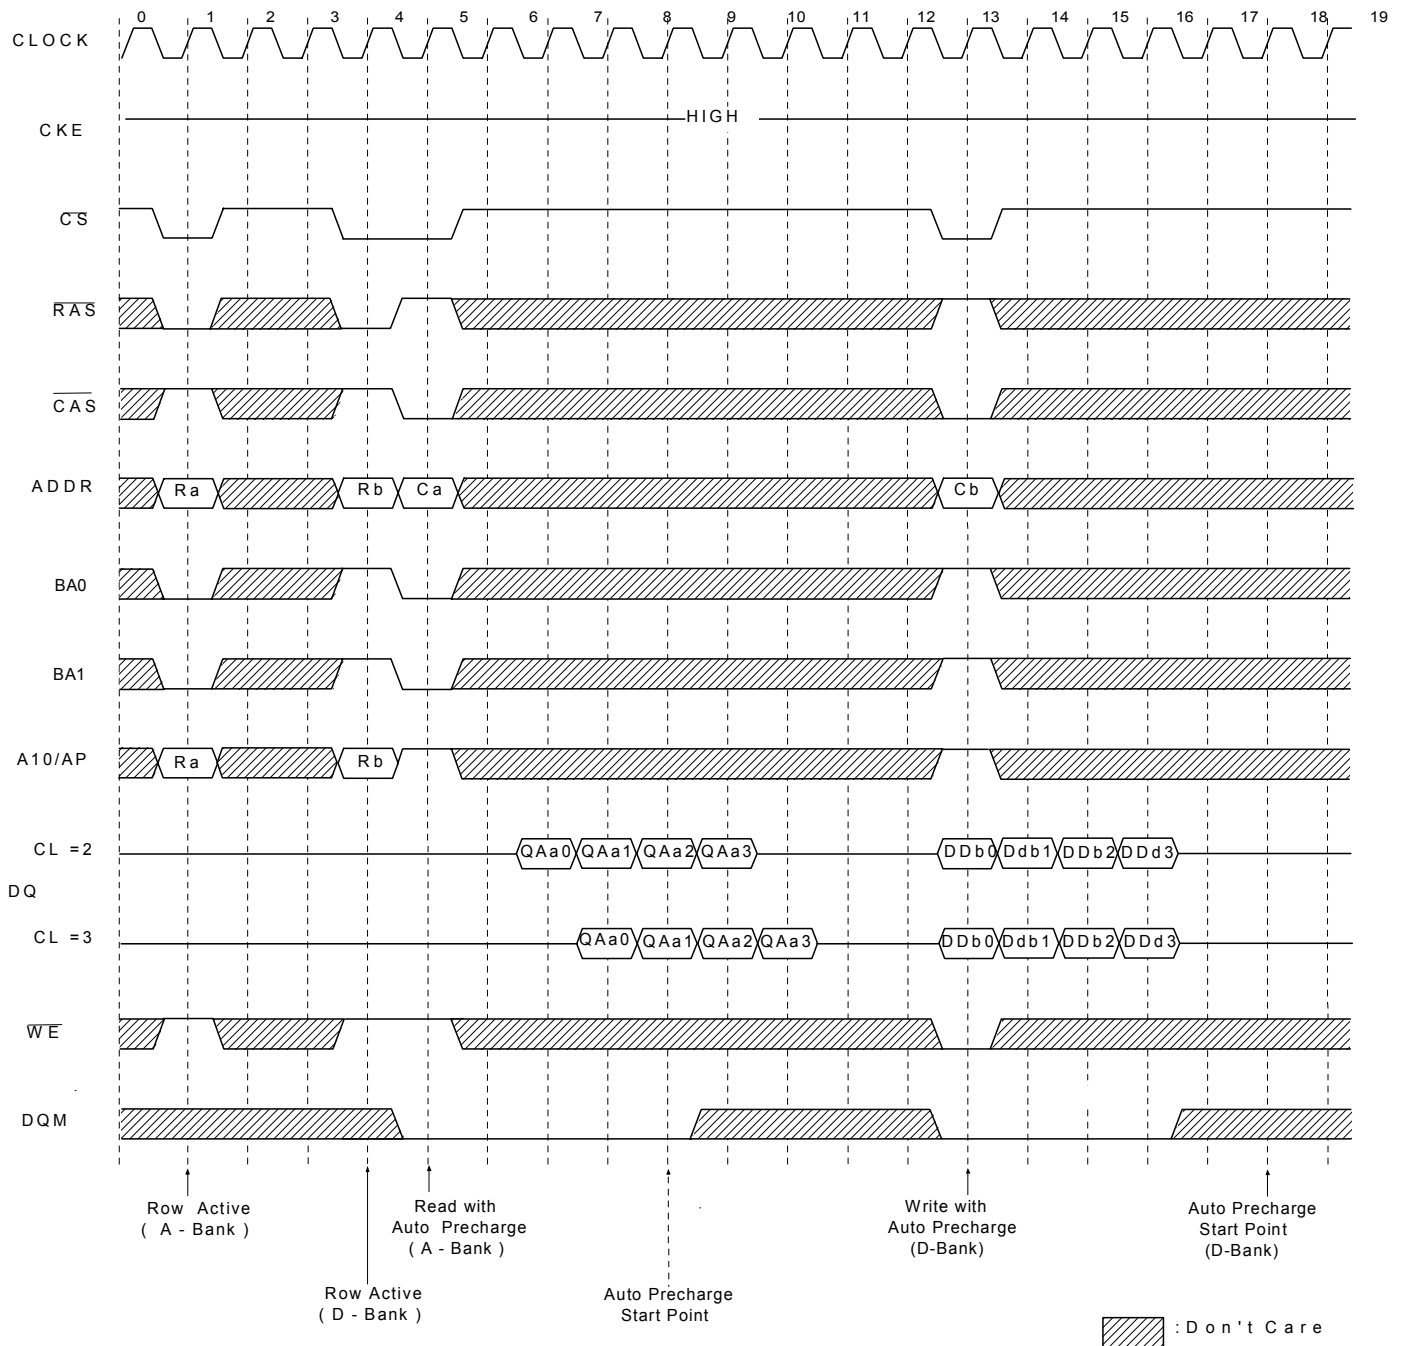 0 1 2 3 4 5 6 7 8 9 10 11 12 13 14 15 16 17 18 19
CLOCK
CKE
HIGH
CS
RAS
CAS
ADDR
Ra Rb Ca Cb
BA0
BA1
A10/AP
Ra Rb
CL =2
QAa0 QAa1 QAa2 QAa3 DDb0 Ddb1 DDb2 DDd3
DQ
CL =3
QAa0 QAa1 QAa2 QAa3 DDb0 Ddb1 DDb2 DDd3
WE
DQM
Row Active
( A - Bank )
Read with
Auto Precharge
( A - Bank )
Write with
Auto Precharge
(D-Bank)
Auto Precharge
Start Point
(D-Bank)
Row Active
( D - Bank )
Auto Precharge
Start Point
: Don't Care